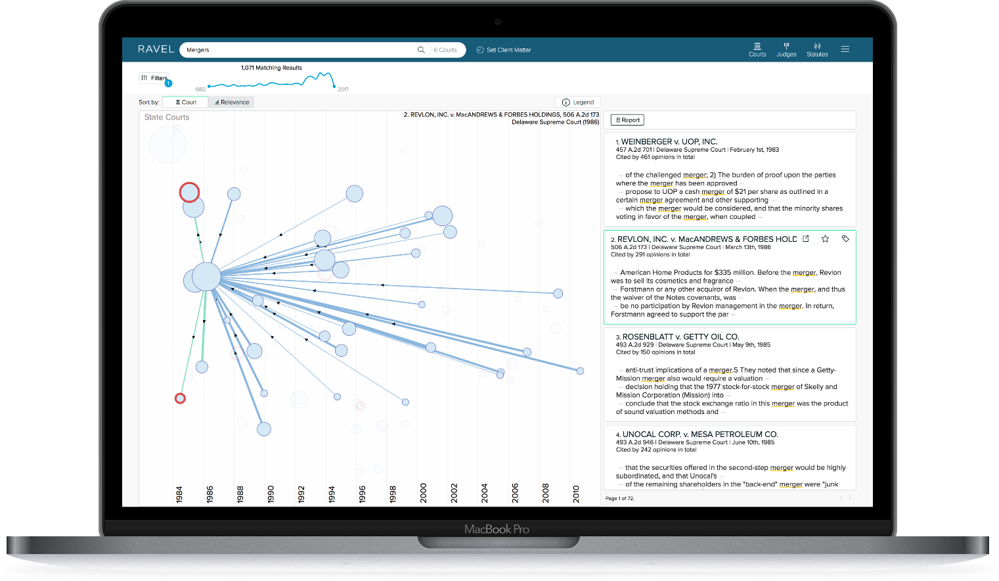 RAVEL
Mergers
6 Courts
Set Client Matter
Courts
Judges
Statutes
Filters
1
1,071 Matching Results
1982
2017
Sort by:
Court
Relevance
Legend
State Courts
2. REVLON, INC. v. MacANDREWS & FORBES HOLDINGS, 506 A.2d 173
Delaware Supreme Court (1986)
1984
1986
1988
1990
1992
1994
1996
1998
2000
2002
2004
2006
2008
2010
Report
1. WEINBERGER v. UOP, INC.
457 A.2d 701 | Delaware Supreme Court | February 1st, 1983
Cited by 461 opinions in total
··· of the challenged merger; 2) The burden of proof upon the parties
where the merger has been approved ···
··· propose to UOP a cash merger of $21 per share as outlined in a
certain merger agreement and other supporting ···
··· which the merger would be considered, and that the minority shares
voting in favor of the merger, when coupled ···
2. REVLON, INC. v. MacANDREWS & FORBES HOLD
506 A.2d 173 | Delaware Supreme Court | March 13th, 1986
Cited by 291 opinions in total
··· American Home Products for $335 million. Before the merger, Revlon
was to sell its cosmetics and fragrance ···
··· Forstmann or any other acquiror of Revlon. When the merger, and thus
the waiver of the Notes covenants, was ···
··· be no participation by Revlon management in the merger. In return,
Forstmann agreed to support the par ···
3. ROSENBLATT v. GETTY OIL CO.
493 A.2d 929 | Delaware Supreme Court | May 9th, 1985
Cited by 150 opinions in total
··· anti-trust implications of a merger.5 They noted that since a Getty-
Mission merger also would require a valuation ···
··· decision holding that the 1977 stock-for-stock merger of Skelly and
Mission Corporation (Mission) into ···
··· conclude that the stock exchange ratio in this merger was the product
of sound valuation methods and ···
4. UNOCAL CORP. v. MESA PETROLEUM CO.
493 A.2d 946 | Delaware Supreme Court | June 10th, 1985
Cited by 242 opinions in total
··· that the securities offered in the second-step merger would be highly
subordinated, and that Unocal's ···
··· of the remaining shareholders in the "back-end" merger were "junk
Page 1 of 72.
MacBook Pro